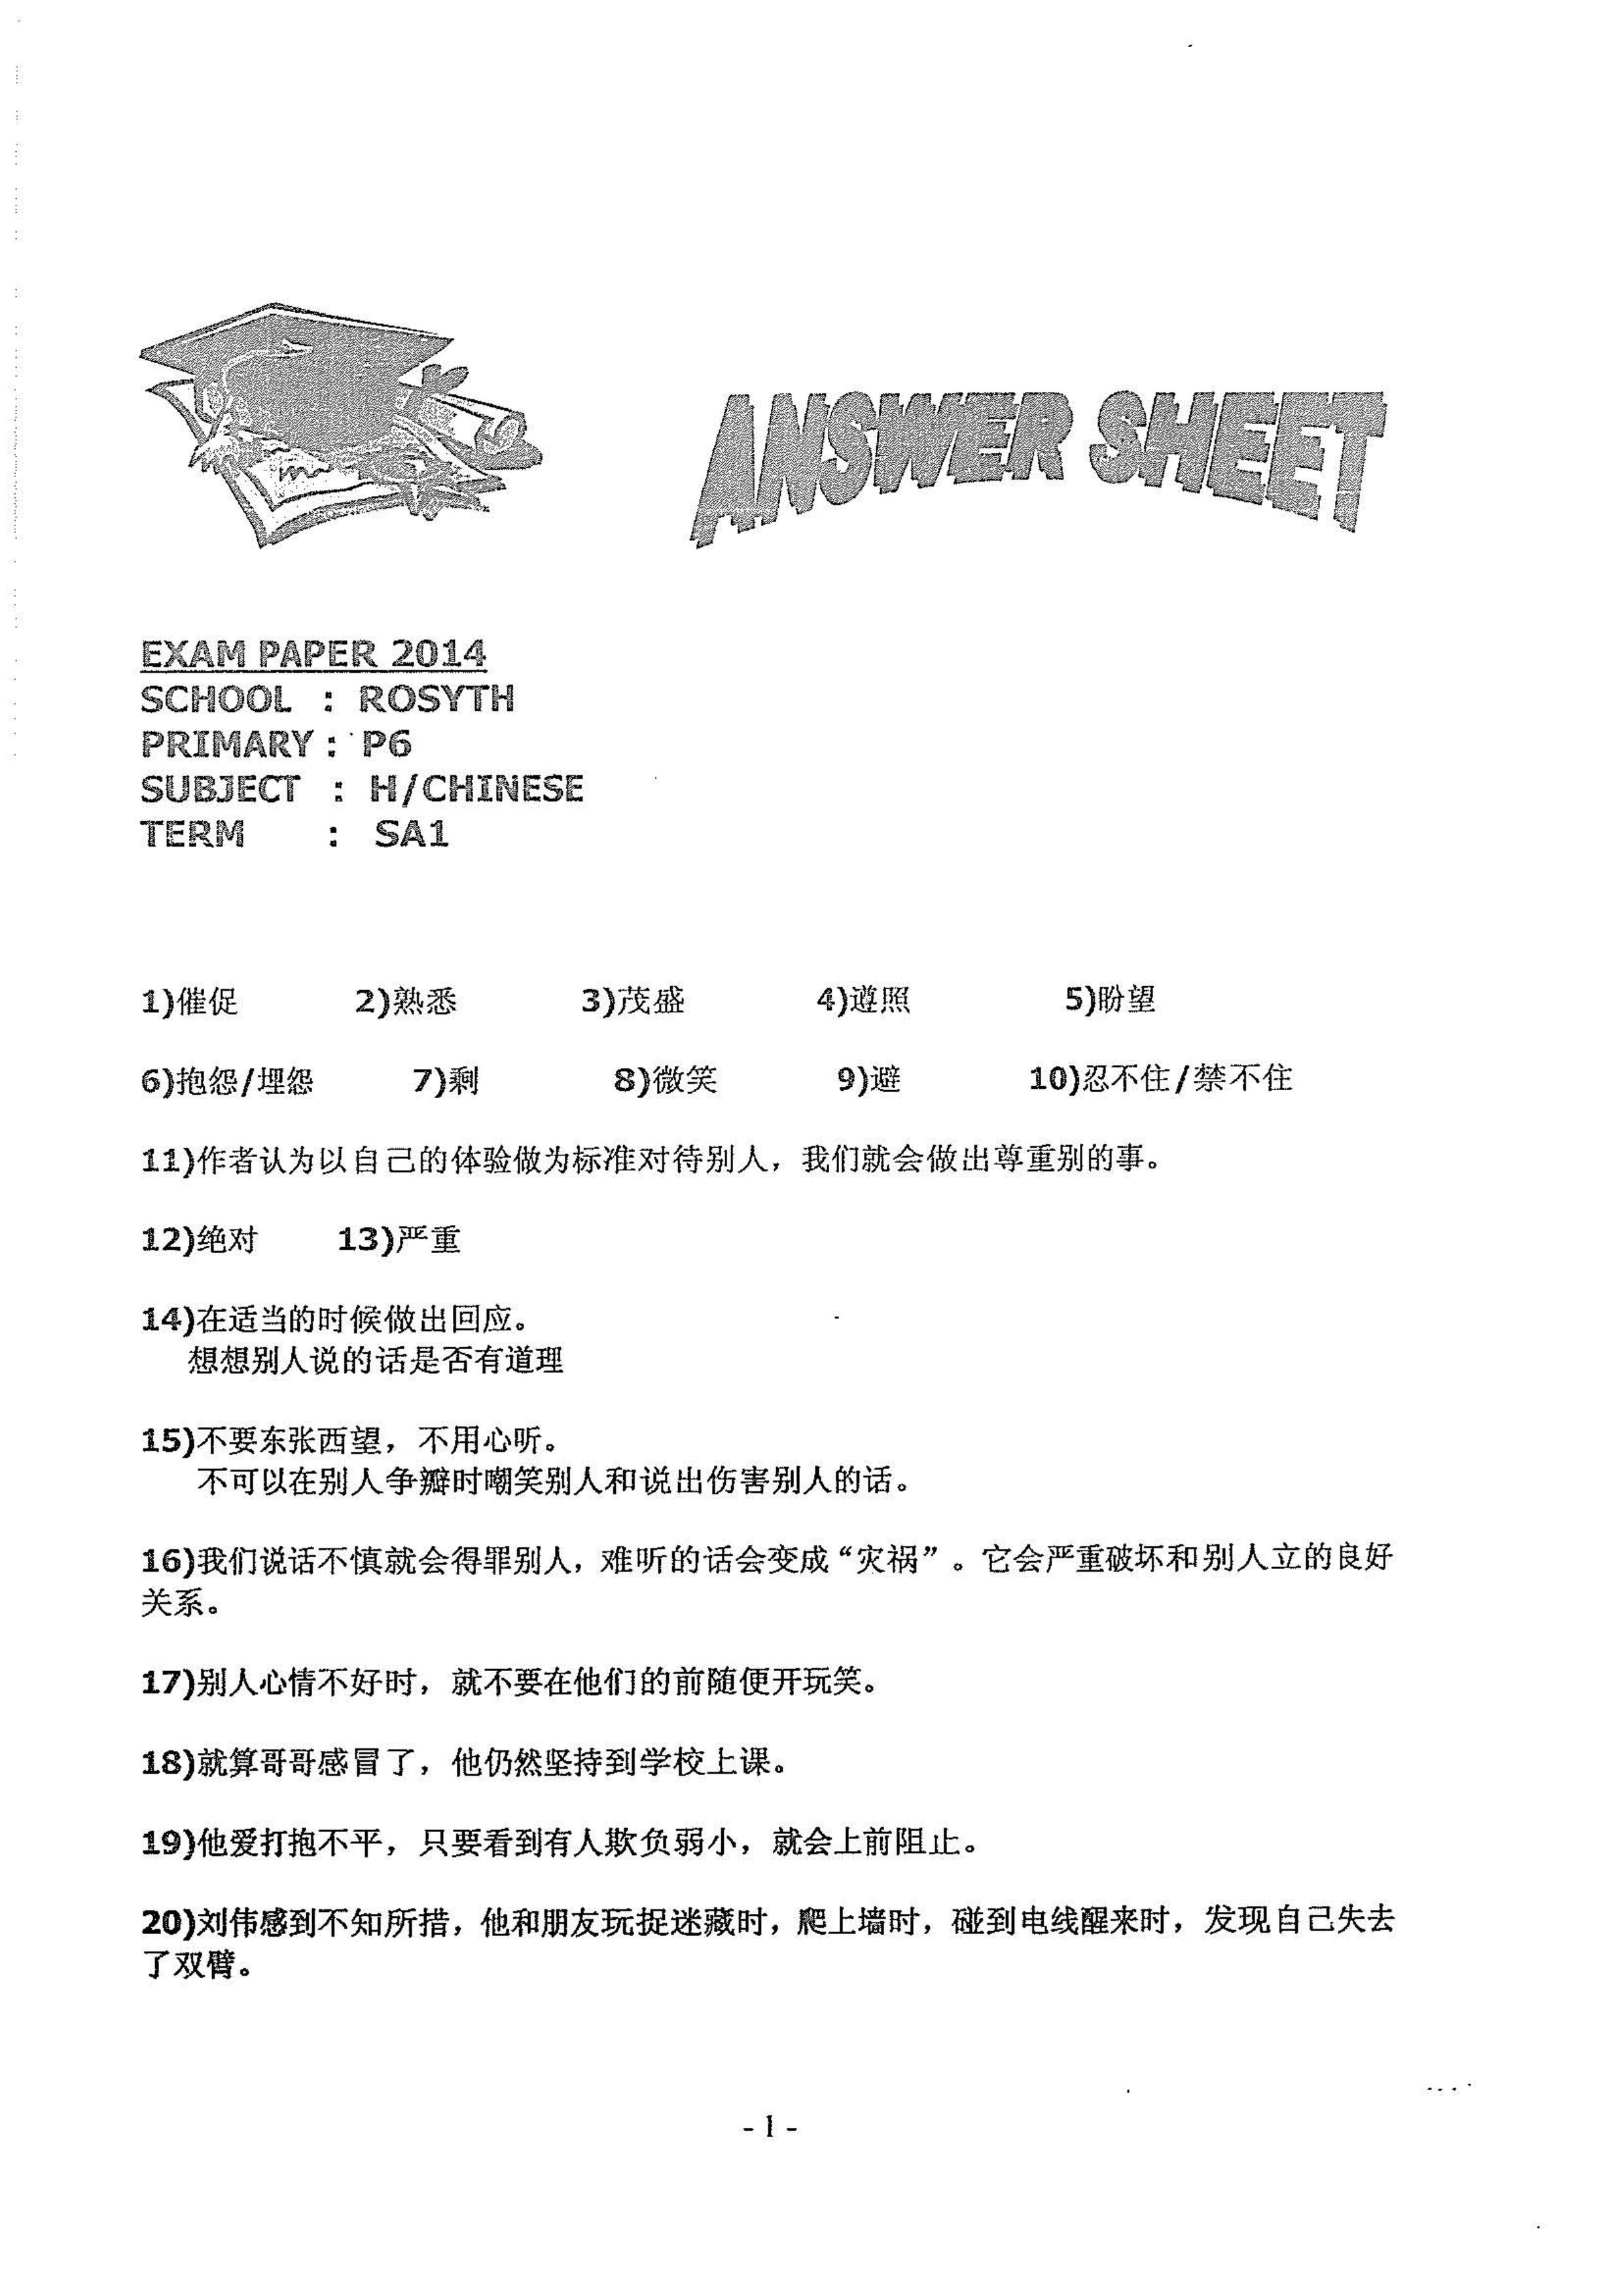 ANSWER SHEET
EXAM PAPER 2014
SCHOOL : ROSYTH
PRIMARY : P6
SUBJECT : H/CHINESE
TERM : SA1
1)催促 2)熟悉 3)茂盛 4)遵照 5)盼望
6)抱怨/埋怨 7)剩 8)微笑 9)避 10)忍不住/禁不住
11)作者认为以自己的体验做为标准对待别人，我们就会做出尊重别的事。
12)绝对 13)严重
14)在适当的时候做出回应。
想想别人说的话是否有道理
15)不要东张西望，不用心听。
不可以在别人争瓣时嘲笑别人和说出伤害别人的话。
16)我们说话不慎就会得罪别人，难听的话会变成“灾祸”。它会严重破坏和别人立的良好
关系。
17)别人心情不好时，就不要在他们的前随便开玩笑。
18)就算哥哥感冒了，他仍然坚持到学校上课。
19)他爱打抱不平，只要看到有人欺负弱小，就会上前阻止。
20)刘伟感到不知所措，他和朋友玩捉迷藏时，爬上墙时，碰到电线醒来时，发现自己失去
了双臂。
- 1 -